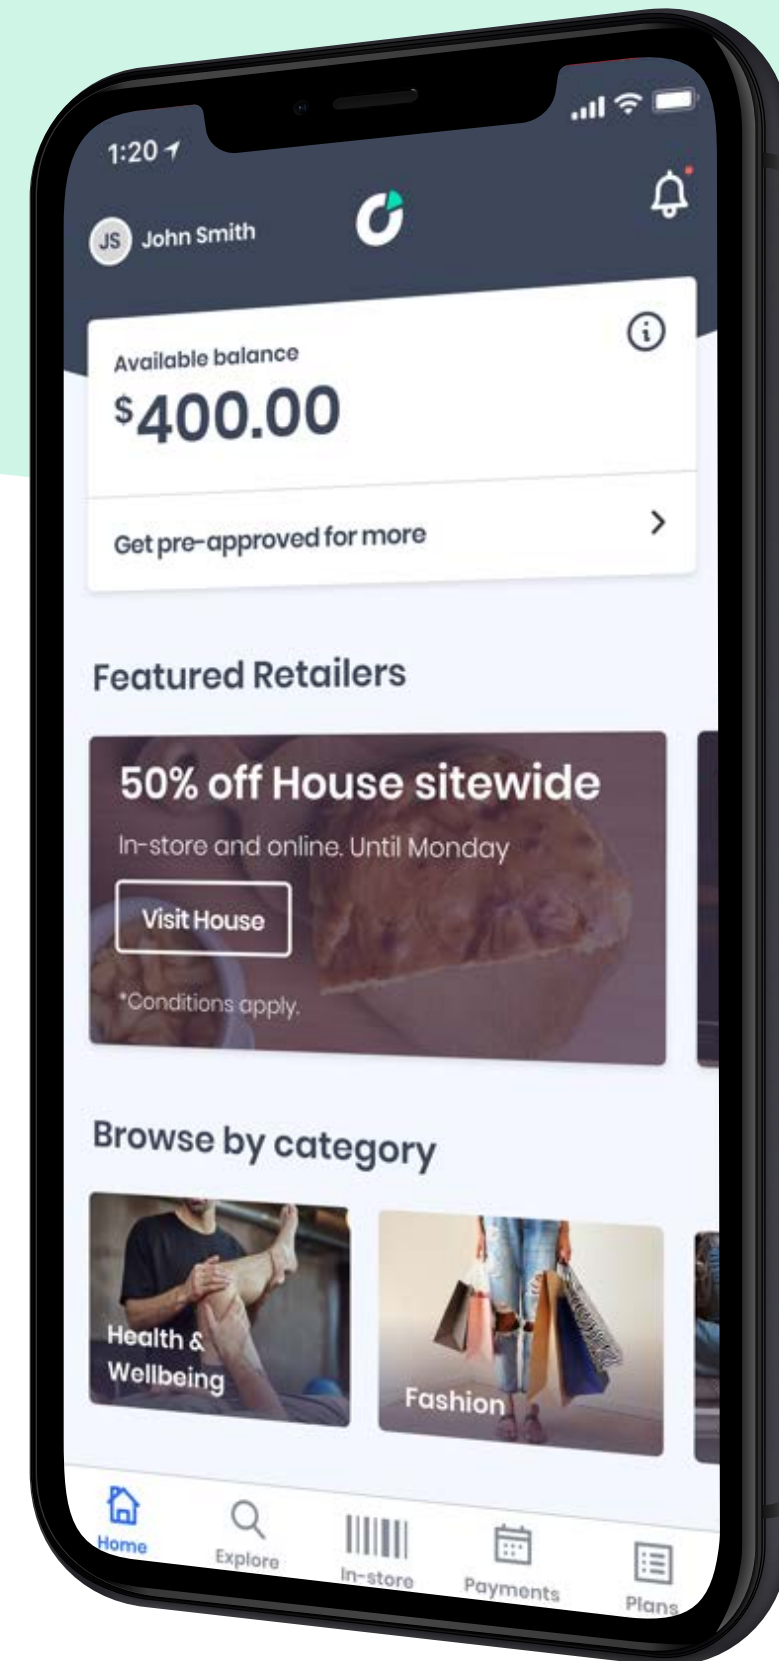 1:20
JS John Smith
Available balance
$400.00
Get pre-approved for more
Featured Retailers
50% off House sitewide
In-store and online. Until Monday
Visit House
*Conditions apply.
Browse by category
Health &
Wellbeing
Fashion
Home Explore In-store Payments Plans